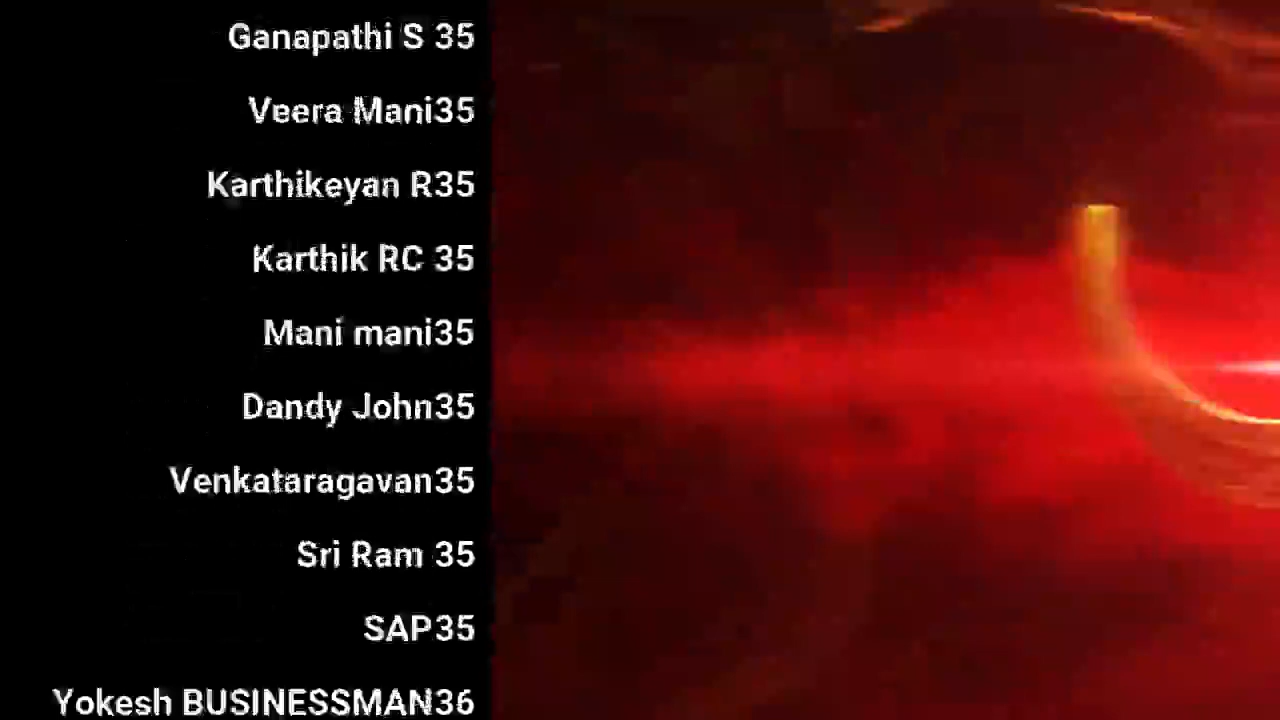 Ganapathi S 35
Veera Mani35
Karthikeyan R35
Karthik RC 35
Mani mani35
Dandy John35
Venkataragavan35
Sri Ram 35
SAP35
Yokesh BUSINESSMAN36